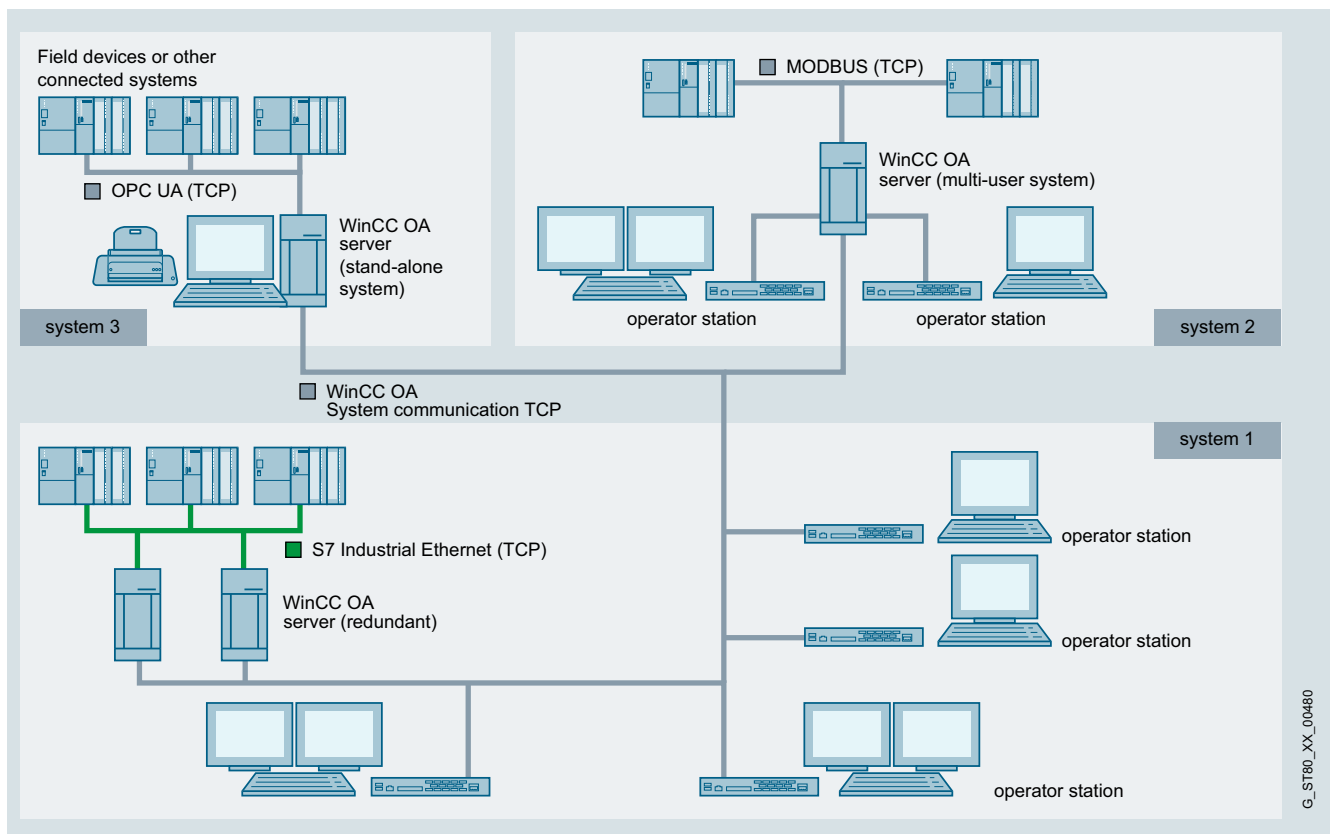 Field devices or other
connected systems
OPC UA (TCP)
WinCC OA
server
(stand-alone
system)
system 3
MODBUS (TCP)
WinCC OA
server (multi-user system)
operator station
operator station
system 2
WinCC OA
System communication TCP
system 1
S7 Industrial Ethernet (TCP)
WinCC OA
server (redundant)
operator station
operator station
operator station
G_ST80_XX_00480